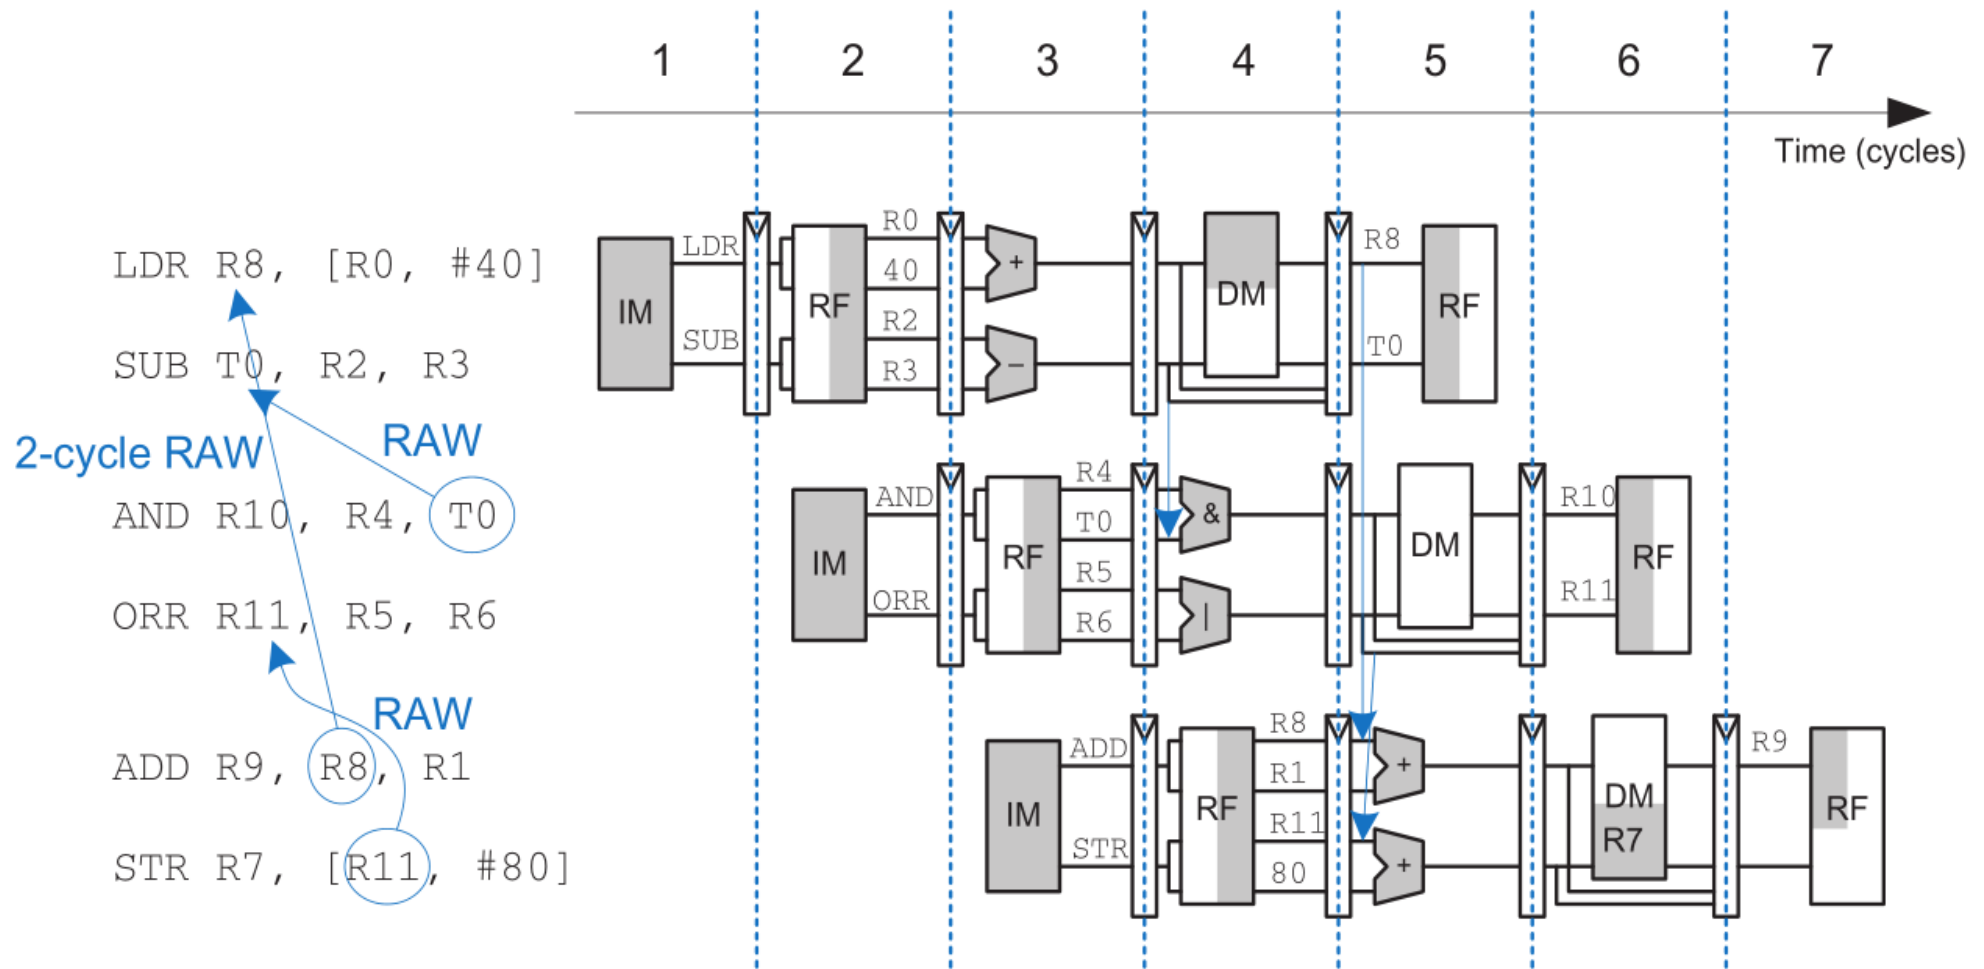 1 2 3 4 5 6 7
Time (cycles)
LDR R8, [R0, #40]
SUB T0, R2, R3
2-cycle RAW
RAW
AND R10, R4, T0
ORR R11, R5, R6
RAW
ADD R9, R8, R1
STR R7, [R11, #80]
IM
LDR
SUB
RF
R0
40
R2
R3
+
−
DM
R8
T0
RF
IM
AND
ORR
RF
R4
T0
R5
R6
&
|
DM
R10
R11
RF
IM
ADD
STR
RF
R8
R1
R11
80
+
+
DM
R7
R9
RF